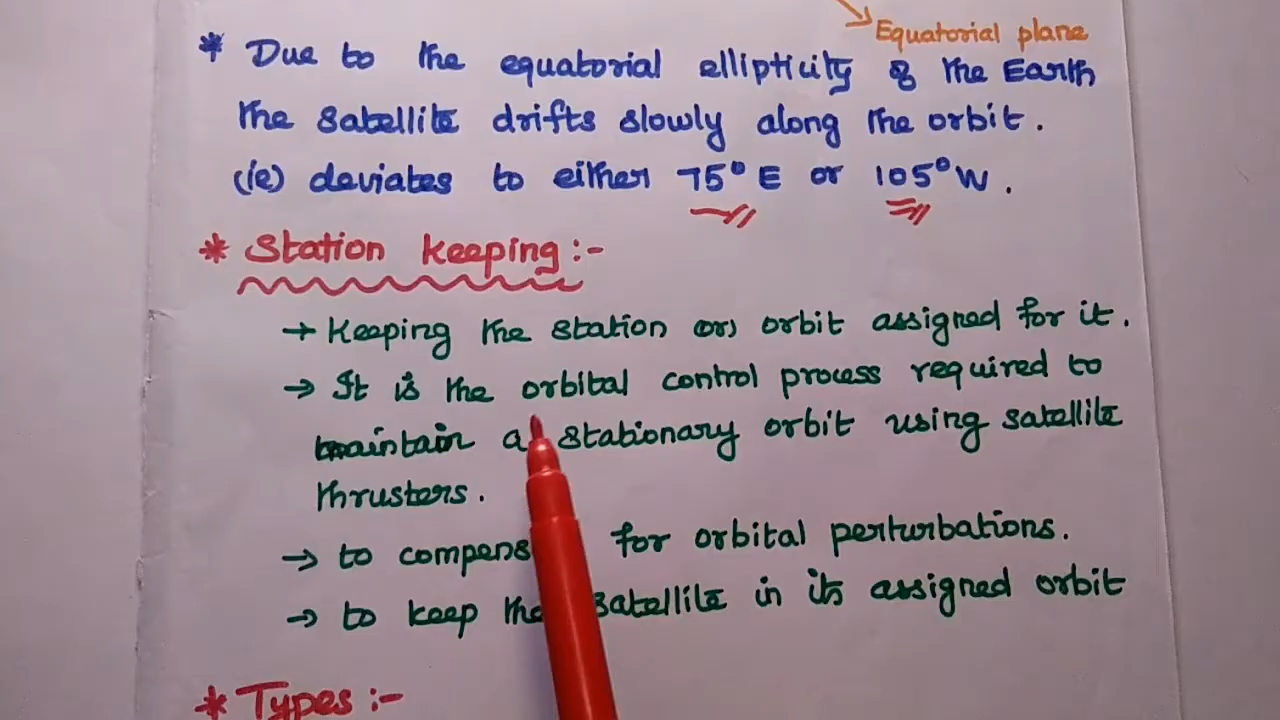 Equatorial plane
* Due to the equatorial ellipticity of the Earth
the satellite drifts slowly along the orbit.
(ie) deviates to either 75° E or 105° W.
* Station keeping :-
→ Keeping the station (or) orbit assigned for it.
→ It is the orbital control process required to
maintain a stationary orbit using satellite
thrusters.
→ to compens for orbital perturbations.
→ to keep the satellite in its assigned orbit
* Types :-